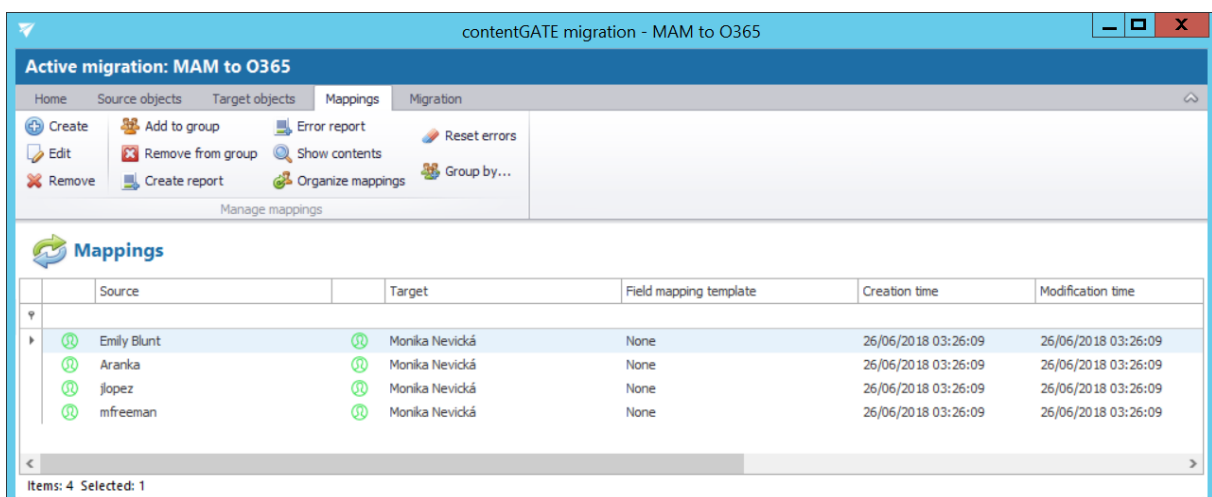 contentGATE migration - MAM to O365
Active migration: MAM to O365
Home Source objects Target objects Mappings Migration
Create Add to group Error report Reset errors
Edit Remove from group Show contents Group by...
Remove Create report Organize mappings
Manage mappings
Mappings
Source Target Field mapping template Creation time Modification time
Emily Blunt Monika Nevická None 26/06/2018 03:26:09 26/06/2018 03:26:09
Aranka Monika Nevická None 26/06/2018 03:26:09 26/06/2018 03:26:09
jlopez Monika Nevická None 26/06/2018 03:26:09 26/06/2018 03:26:09
mfreeman Monika Nevická None 26/06/2018 03:26:09 26/06/2018 03:26:09
Items: 4 Selected: 1